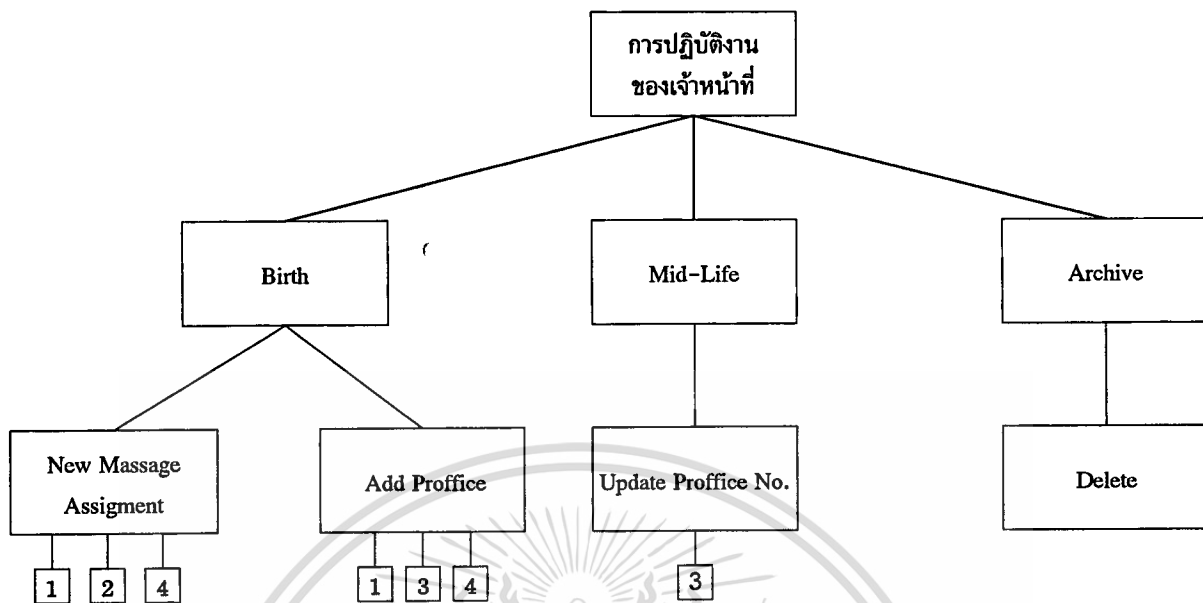 การปฏิบัติงาน
ของเจ้าหน้าที่
Birth
Mid-Life
Archive
New Massage
Assigment
Add Proffice
Update Proffice No.
Delete
1 2 4
1 3 4
3